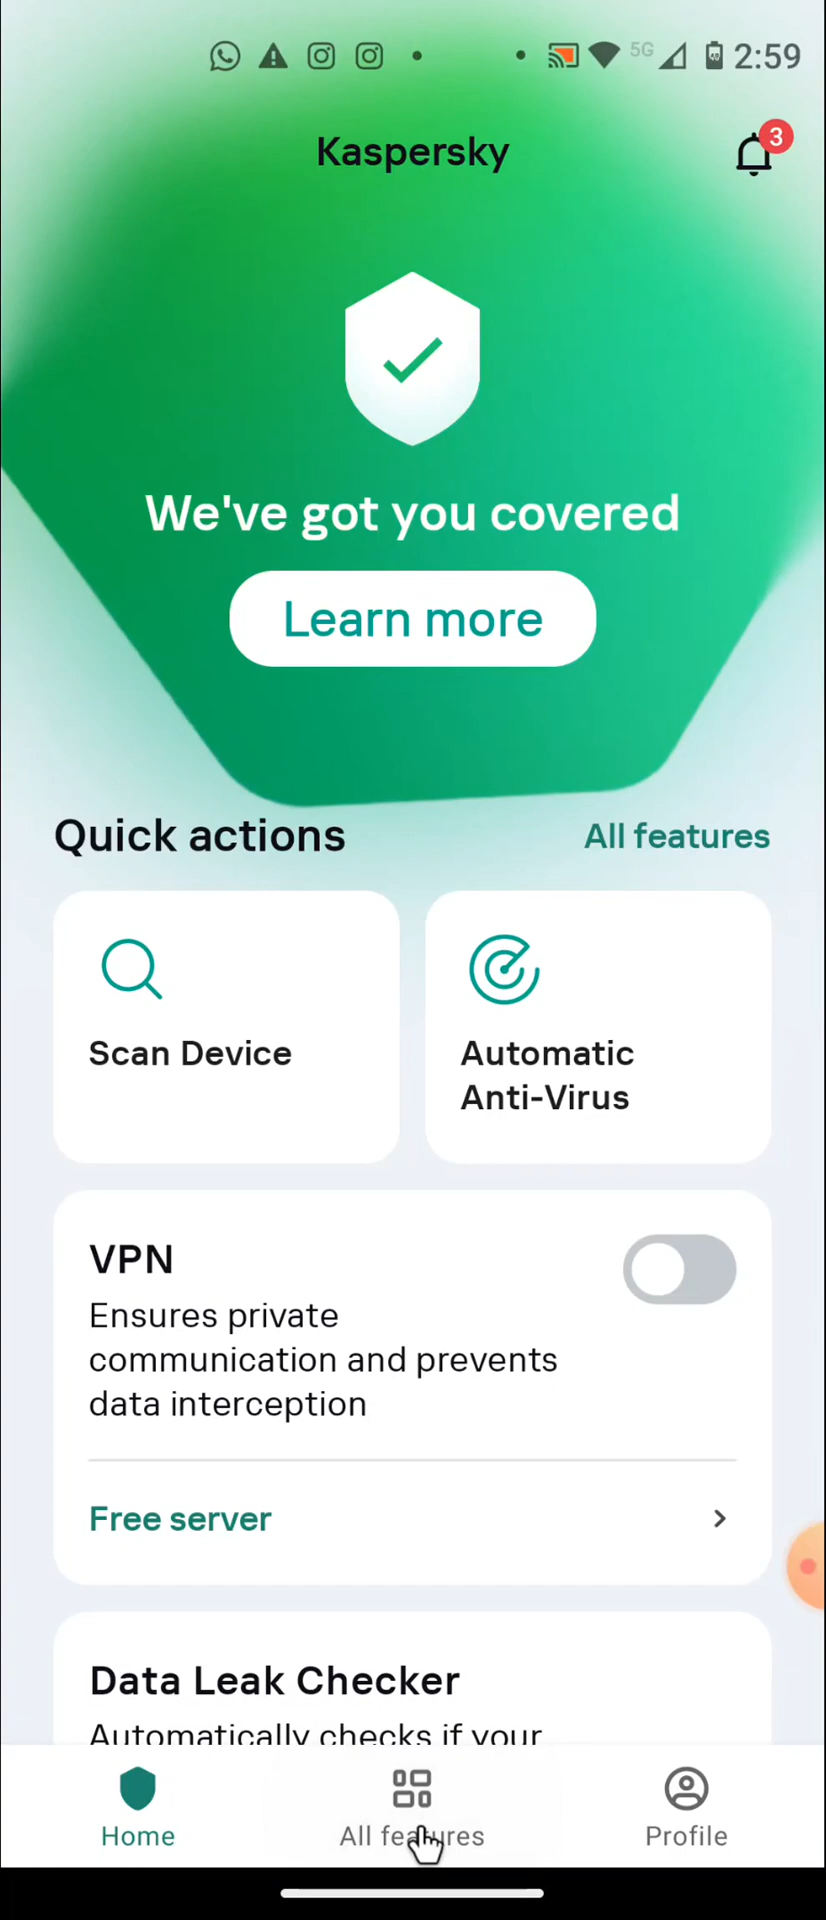 5G 2:59
Kaspersky
3
We've got you covered
Learn more
Quick actions
All features
Scan Device
Automatic
Anti-Virus
VPN
Ensures private
communication and prevents
data interception
Free server
Data Leak Checker
Automatically checks if your
Home
All features
Profile